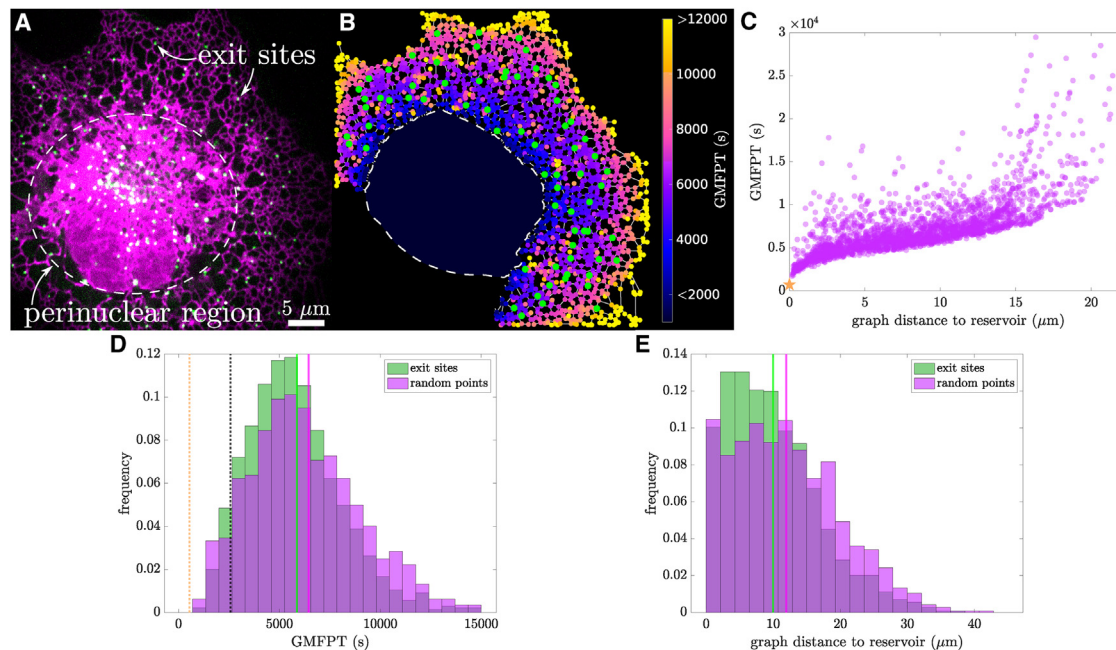 A
exit sites
perinuclear region
5 μm
B
>12000
10000
8000
6000
4000
<2000
GMFPT (s)
C
×10⁴
3
2.5
2
1.5
1
0.5
0
0
5
10
15
20
GMFPT (s)
graph distance to reservoir (μm)
D
0.12
0.1
0.08
0.06
0.04
0.02
0
0
5000
10000
15000
frequency
GMFPT (s)
exit sites
random points
E
0.14
0.12
0.1
0.08
0.06
0.04
0.02
0
0
10
20
30
40
frequency
graph distance to reservoir (μm)
exit sites
random points